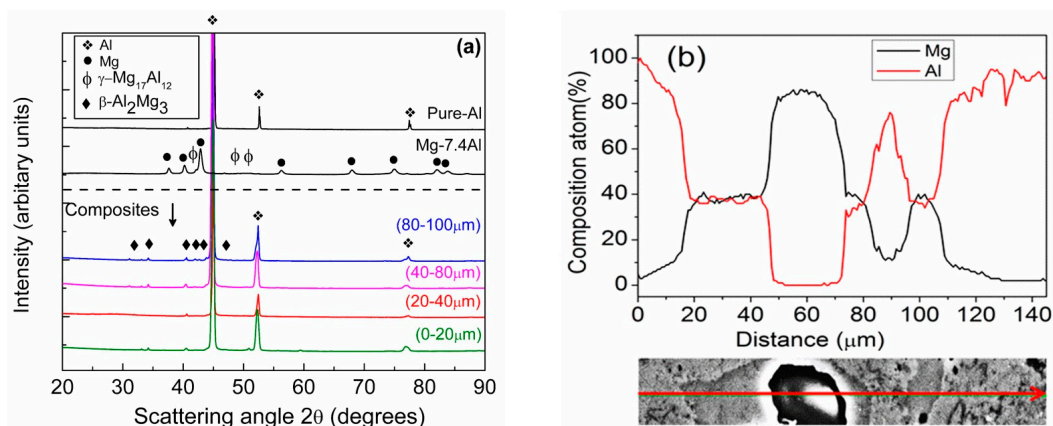 (a)
❖ Al
● Mg
ϕ γ–Mg17Al12
♦ β-Al2Mg3
Pure-Al
Mg-7.4Al
Composites
(80-100μm)
(40-80μm)
(20-40μm)
(0-20μm)
Intensity (arbitary units)
20 30 40 50 60 70 80 90
Scattering angle 2θ (degrees)
(b)
Mg
Al
Composition atom(%)
100
80
60
40
20
0
0 20 40 60 80 100 120 140
Distance (μm)